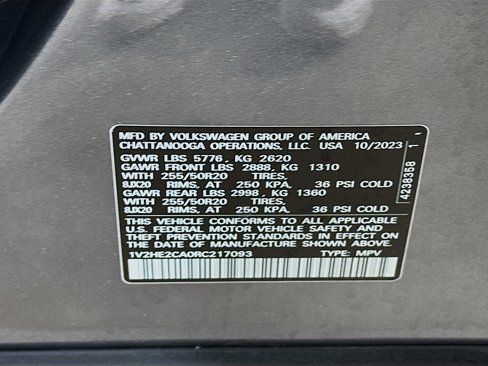 MFD BY VOLKSWAGEN GROUP OF AMERICA
CHATTANOOGA OPERATIONS, LLC. USA 10/2023
GVWR LBS 5776, KG 2620
GAWR FRONT LBS 2888, KG 1310
WITH 255/50R20 TIRES,
8JX20 RIMS, AT 250 KPA, 36 PSI COLD
GAWR REAR LBS 2998, KG 1360
WITH 255/50R20 TIRES,
8JX20 RIMS, AT 250 KPA, 36 PSI COLD
THIS VEHICLE CONFORMS TO ALL APPLICABLE
U.S. FEDERAL MOTOR VEHICLE SAFETY AND
THEFT PREVENTION STANDARDS IN EFFECT
ON THE DATE OF MANUFACTURE SHOWN ABOVE.
1V2HE2CA0RC217093 TYPE: MPV
4238358 1